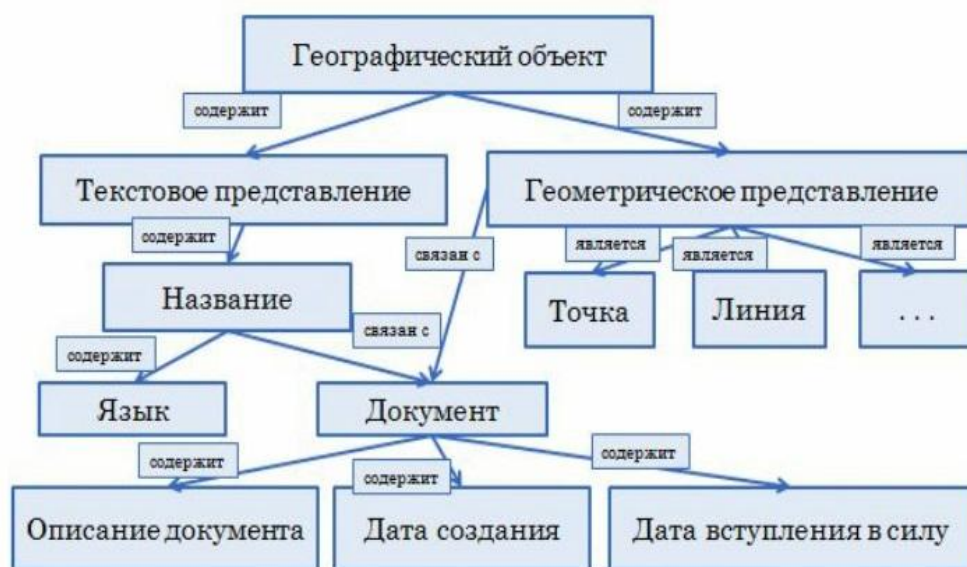 Географический объект
содержит
содержит
Текстовое представление
Геометрическое представление
содержит
связан с
является
является
является
Название
Точка
Линия
. . .
связан с
содержит
Язык
Документ
содержит
содержит
содержит
Описание документа
Дата создания
Дата вступления в силу